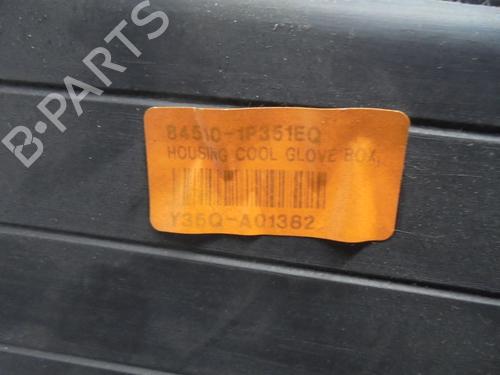 B-PARTS
84510-1P351EQ
HOUSING COOL GLOVE BOX,
Y35Q-A01382